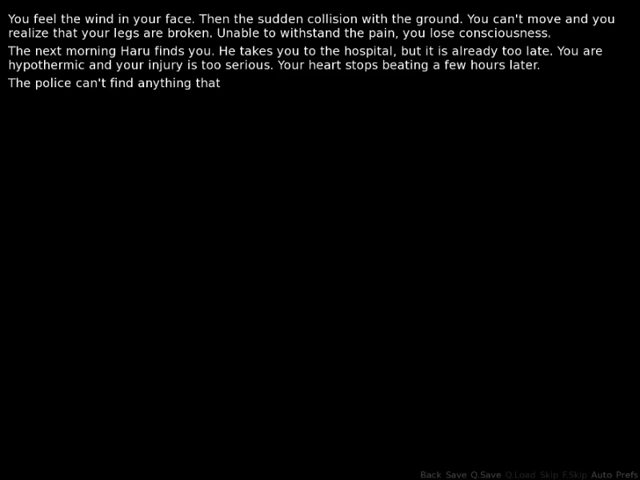 You feel the wind in your face. Then the sudden collision with the ground. You can't move and you
realize that your legs are broken. Unable to withstand the pain, you lose consciousness.
The next morning Haru finds you. He takes you to the hospital, but it is already too late. You are
hypothermic and your injury is too serious. Your heart stops beating a few hours later.
The police can't find anything that
Back Save Q.Save Q.Load Skip F.Skip Auto Prefs